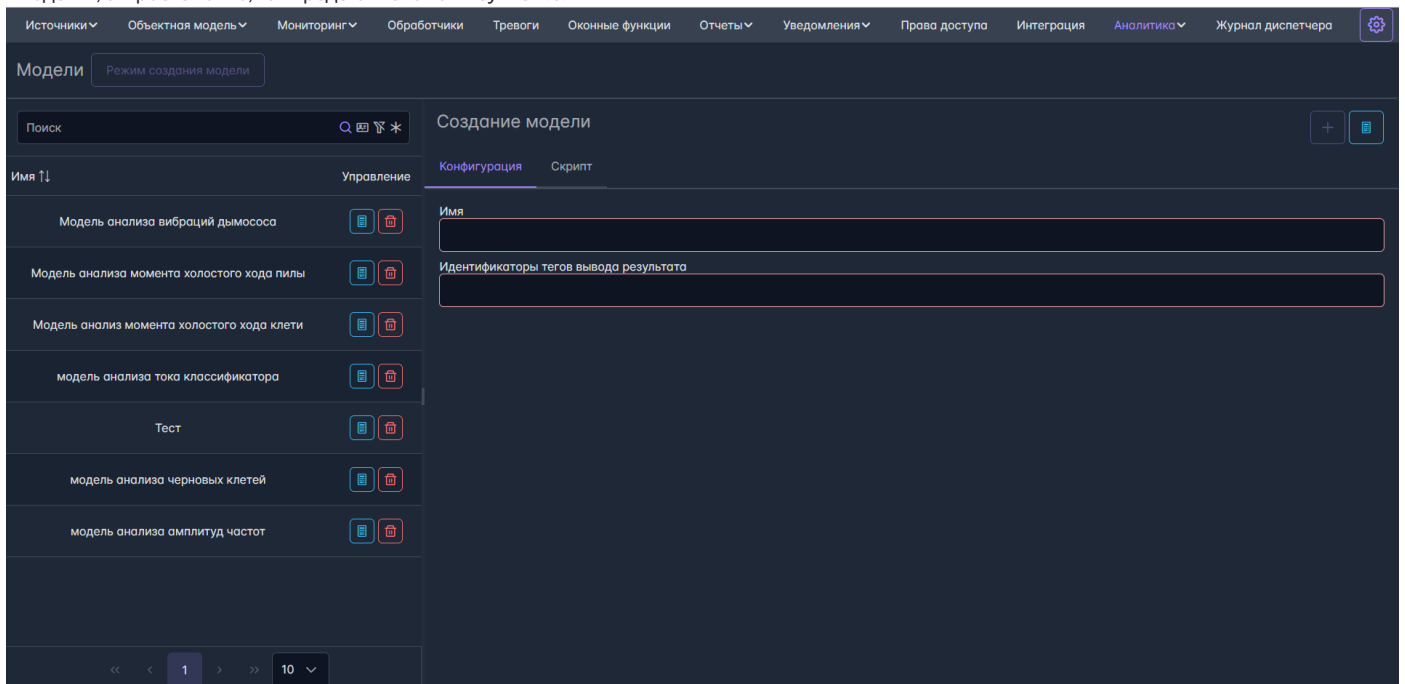 Источники Объектная модель Мониторинг Обработчики Тревоги Оконные функции Отчеты Уведомления Права доступа Интеграция Аналитика Журнал диспетчера
Модели Режим создания модели
Поиск
Имя Управление
Модель анализа вибраций дымососа
Модель анализа момента холостого хода пилы
Модель анализ момента холостого хода клети
модель анализа тока классификатора
Тест
модель анализа черновых клетей
модель анализа амплитуд частот
« < 1 > » 10
Создание модели
Конфигурация Скрипт
Имя
Идентификаторы тегов вывода результата